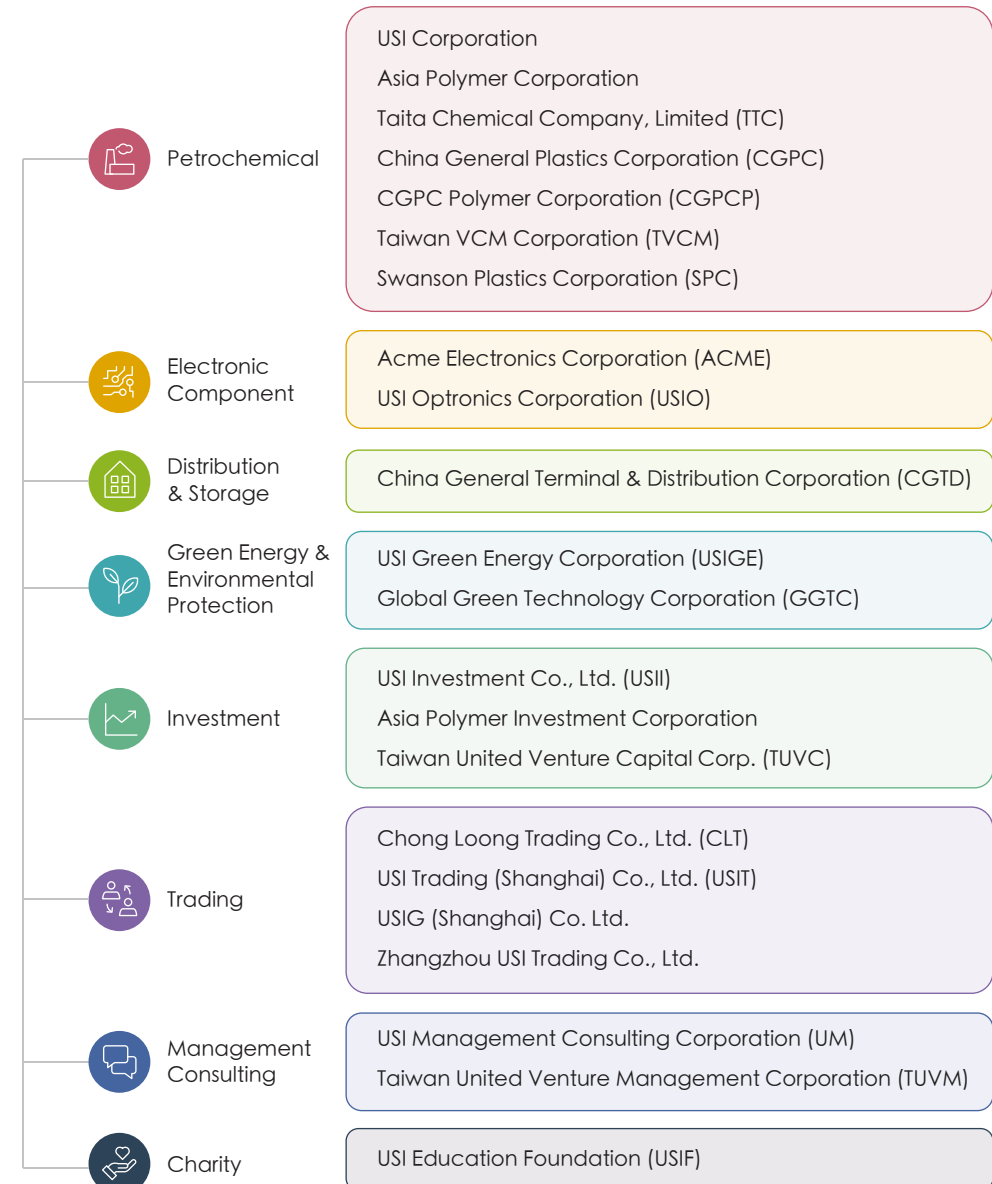 Petrochemical
USI Corporation
Asia Polymer Corporation
Taita Chemical Company, Limited (TTC)
China General Plastics Corporation (CGPC)
CGPC Polymer Corporation (CGPCP)
Taiwan VCM Corporation (TVCM)
Swanson Plastics Corporation (SPC)
Electronic
Component
Acme Electronics Corporation (ACME)
USI Optronics Corporation (USIO)
Distribution
& Storage
China General Terminal & Distribution Corporation (CGTD)
Green Energy &
Environmental
Protection
USI Green Energy Corporation (USIGE)
Global Green Technology Corporation (GGTC)
Investment
USI Investment Co., Ltd. (USII)
Asia Polymer Investment Corporation
Taiwan United Venture Capital Corp. (TUVC)
Trading
Chong Loong Trading Co., Ltd. (CLT)
USI Trading (Shanghai) Co., Ltd. (USIT)
USIG (Shanghai) Co. Ltd.
Zhangzhou USI Trading Co., Ltd.
Management
Consulting
USI Management Consulting Corporation (UM)
Taiwan United Venture Management Corporation (TUVM)
Charity
USI Education Foundation (USIF)